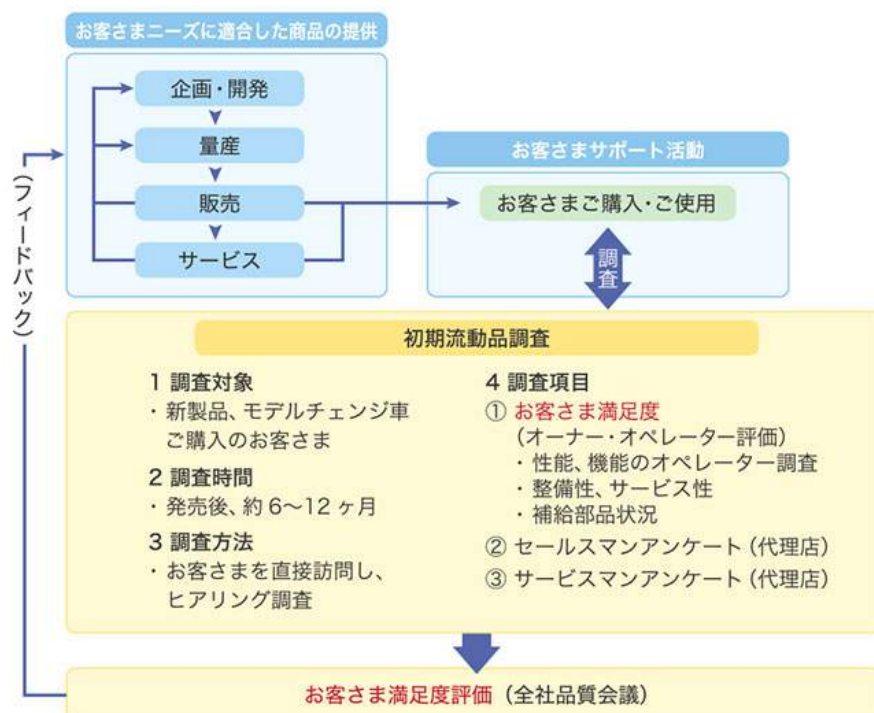 お客さまニーズに適合した商品の提供
企画・開発
量産
販売
サービス
お客さまサポート活動
お客さまご購入・ご使用
調査
(フィードバック)
初期流動品調査
1 調査対象
・新製品、モデルチェンジ車
ご購入のお客さま
2 調査時間
・発売後、約6〜12ヶ月
3 調査方法
・お客さまを直接訪問し、
ヒアリング調査
4 調査項目
① お客さま満足度
(オーナー・オペレーター評価)
・性能、機能のオペレーター調査
・整備性、サービス性
・補給部品状況
② セールスマンアンケート(代理店)
③ サービスマンアンケート(代理店)
お客さま満足度評価(全社品質会議)